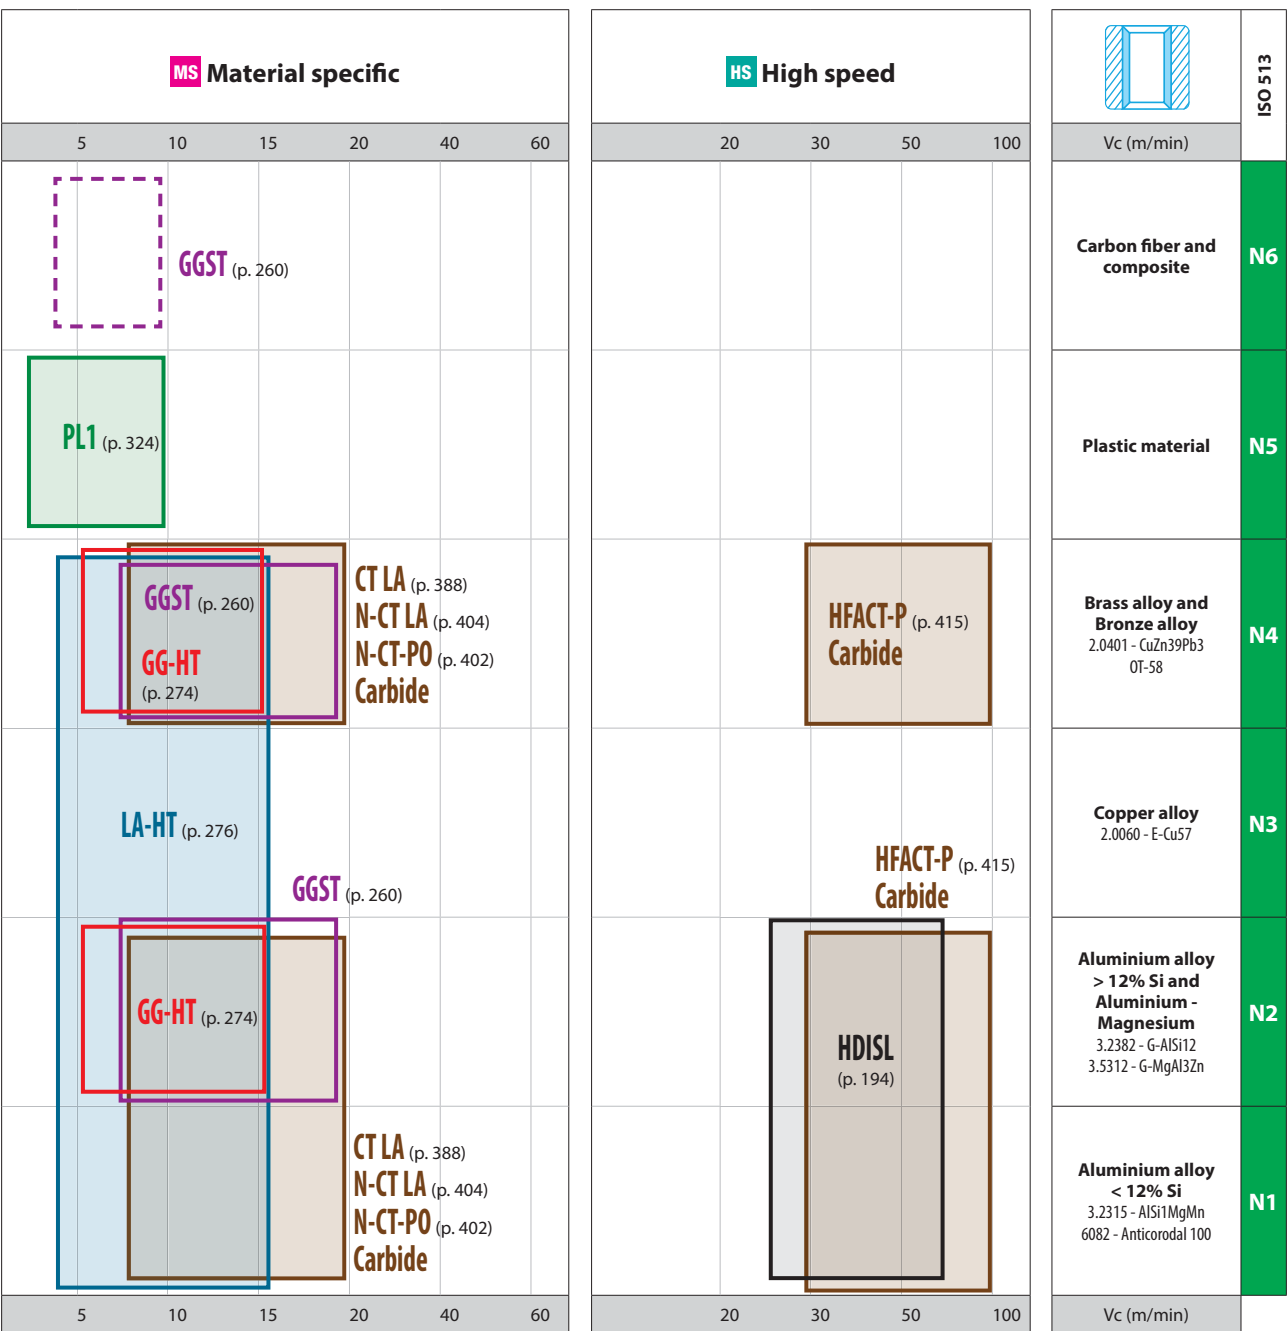 MS Material specific
HS High speed
ISO 513
5 10 15 20 40 60
20 30 50 100
Vc (m/min)
GGST (p. 260)
Carbon fiber and
composite
N6
PL1 (p. 324)
Plastic material
N5
GGST (p. 260)
GG-HT
(p. 274)
CT LA (p. 388)
N-CT LA (p. 404)
N-CT-PO (p. 402)
Carbide
HFACT-P (p. 415)
Carbide
Brass alloy and
Bronze alloy
2.0401 - CuZn39Pb3
OT-58
N4
LA-HT (p. 276)
GGST (p. 260)
HFACT-P (p. 415)
Carbide
Copper alloy
2.0060 - E-Cu57
N3
GG-HT (p. 274)
HDISL
(p. 194)
Aluminium alloy
> 12% Si and
Aluminium -
Magnesium
3.2382 - G-AlSi12
3.5312 - G-MgAl3Zn
N2
CT LA (p. 388)
N-CT LA (p. 404)
N-CT-PO (p. 402)
Carbide
Aluminium alloy
< 12% Si
3.2315 - AlSi1MgMn
6082 - Anticorodal 100
N1
5 10 15 20 40 60
20 30 50 100
Vc (m/min)